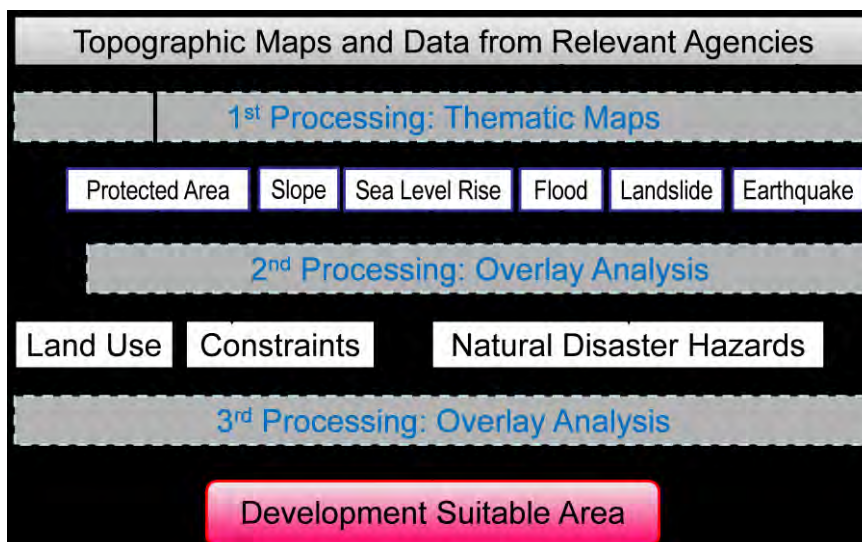 Topographic Maps and Data from Relevant Agencies
1st Processing: Thematic Maps
Protected Area Slope Sea Level Rise Flood Landslide Earthquake
2nd Processing: Overlay Analysis
Land Use Constraints Natural Disaster Hazards
3rd Processing: Overlay Analysis
Development Suitable Area